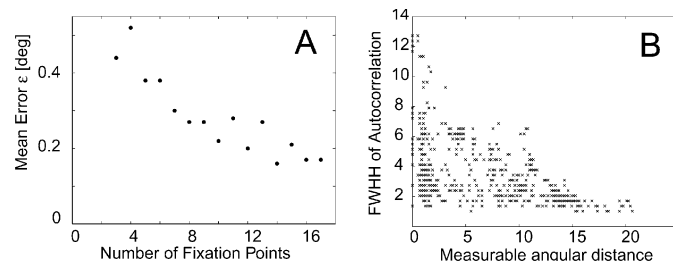 A
Mean Error ε [deg]
0.4
0.2
0
0 4 8 12 16
Number of Fixation Points
B
FWHH of Autocorrelation
14
12
10
8
6
4
2
0 5 10 15 20
Measurable angular distance